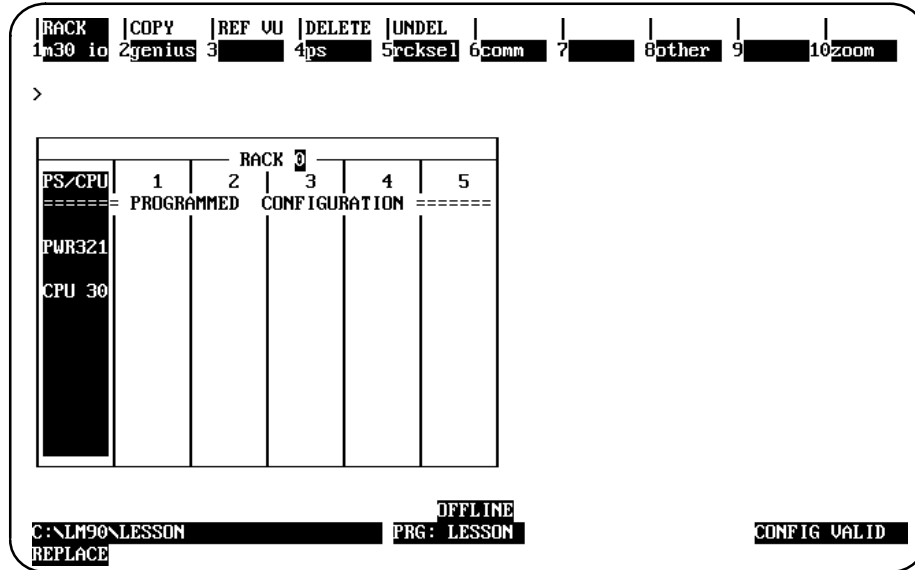 |RACK |COPY |REF VU |DELETE |UNDEL | | | | |
1m30 io 2genius 3 4ps 5rcksel 6comm 7 8other 9 10zoom
>
RACK 0
PS/CPU 1 2 3 4 5
======= PROGRAMMED CONFIGURATION =======
PWR321
CPU 30
OFFLINE
C:\LM90\LESSON PRG: LESSON CONFIG VALID
REPLACE